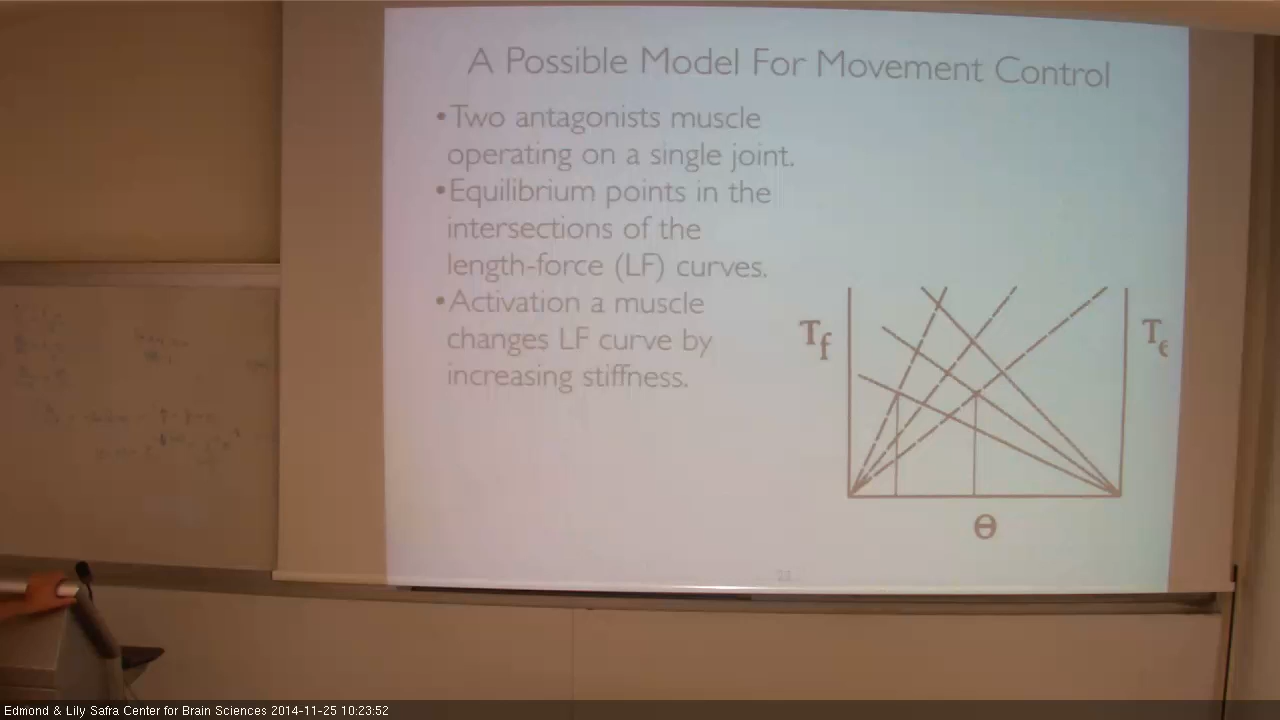 A Possible Model For Movement Control
•Two antagonists muscle
operating on a single joint.
•Equilibrium points in the
intersections of the
length-force (LF) curves.
•Activation a muscle
changes LF curve by
increasing stiffness.
Tf
Te
Θ
Edmond & Lily Safra Center for Brain Sciences 2014-11-25 10:23:52